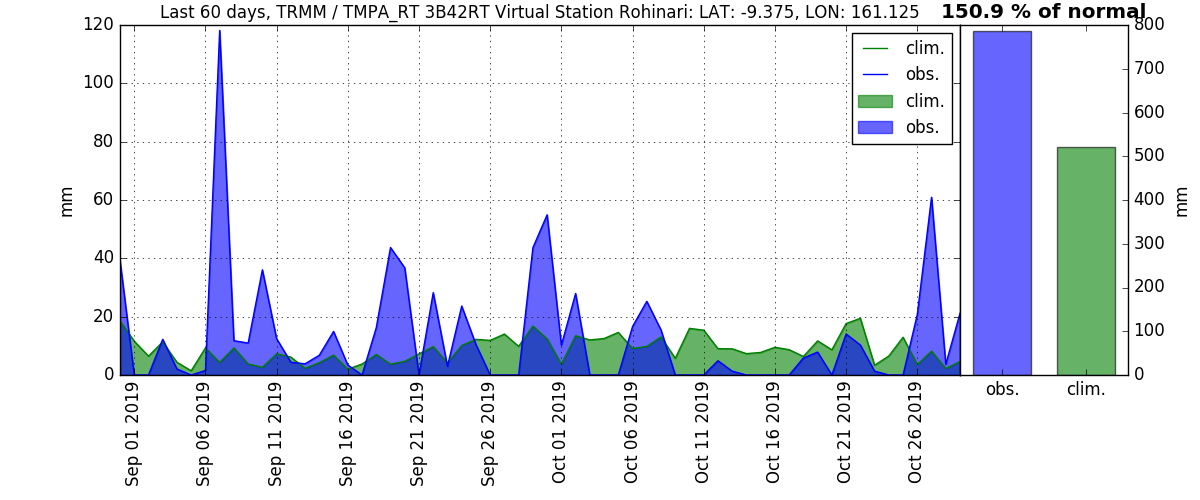 Last 60 days, TRMM / TMPA_RT 3B42RT Virtual Station Rohinari: LAT: -9.375, LON: 161.125
150.9 % of normal
120
100
80
60
40
20
0
mm
clim.
obs.
clim.
obs.
Sep 01 2019
Sep 06 2019
Sep 11 2019
Sep 16 2019
Sep 21 2019
Sep 26 2019
Oct 01 2019
Oct 06 2019
Oct 11 2019
Oct 16 2019
Oct 21 2019
Oct 26 2019
800
700
600
500
400
300
200
100
0
mm
obs.
clim.